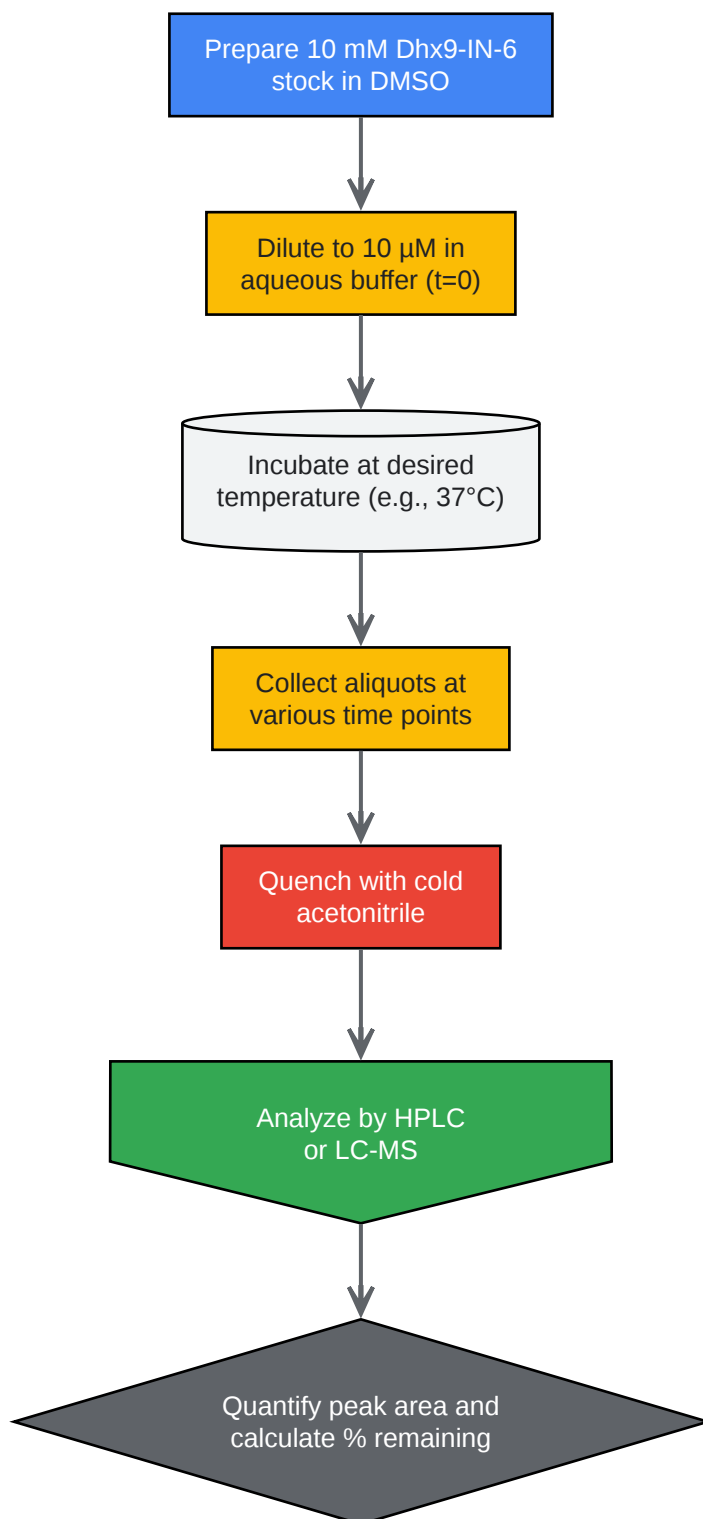 Prepare 10 mM Dhx9-IN-6
stock in DMSO
Dilute to 10 µM in
aqueous buffer (t=0)
Incubate at desired
temperature (e.g., 37°C)
Collect aliquots at
various time points
Quench with cold
acetonitrile
Analyze by HPLC
or LC-MS
Quantify peak area and
calculate % remaining